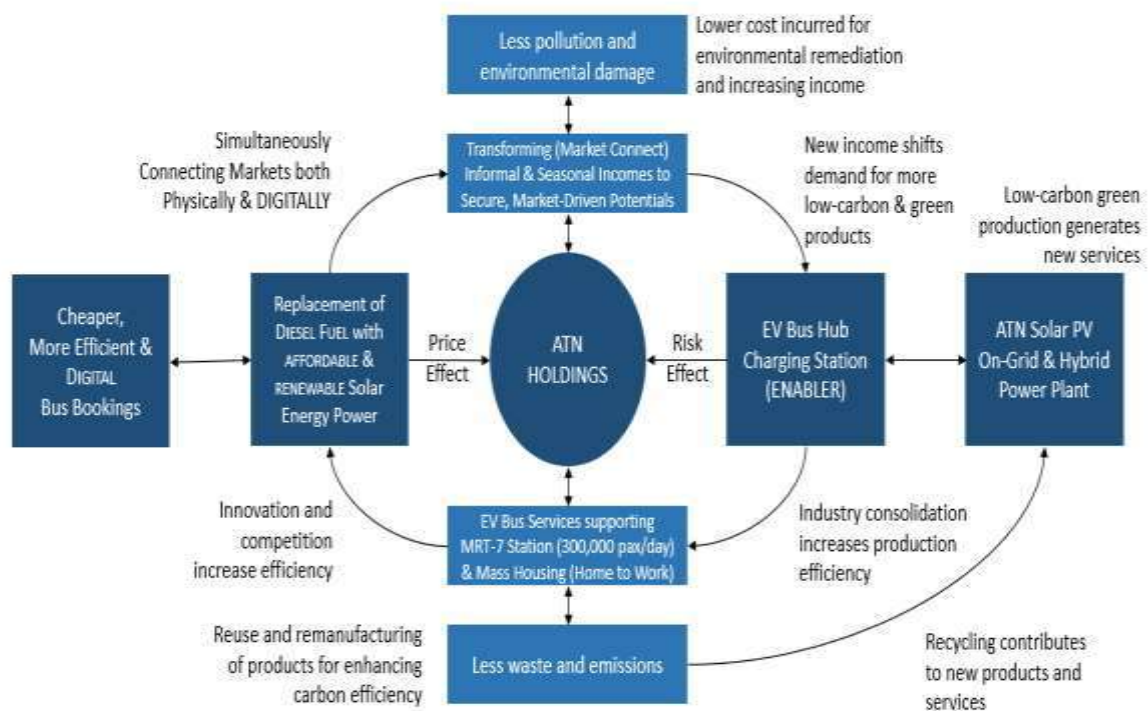 Less pollution and
environmental damage
Lower cost incurred for
environmental remediation
and increasing income
Simultaneously
Connecting Markets both
Physically & DIGITALLY
Transforming (Market Connect)
Informal & Seasonal Incomes to
Secure, Market-Driven Potentials
New income shifts
demand for more
low-carbon & green
products
Low-carbon green
production generates
new services
Cheaper,
More Efficient &
DIGITAL
Bus Bookings
Replacement of
DIESEL FUEL with
AFFORDABLE &
RENEWABLE Solar
Energy Power
Price
Effect
ATN
HOLDINGS
Risk
Effect
EV Bus Hub
Charging Station
(ENABLER)
ATN Solar PV
On-Grid & Hybrid
Power Plant
Innovation and
competition
increase efficiency
EV Bus Services supporting
MRT-7 Station (300,000 pax/day)
& Mass Housing (Home to Work)
Industry consolidation
increases production
efficiency
Reuse and remanufacturing
of products for enhancing
carbon efficiency
Less waste and emissions
Recycling contributes
to new products and
services